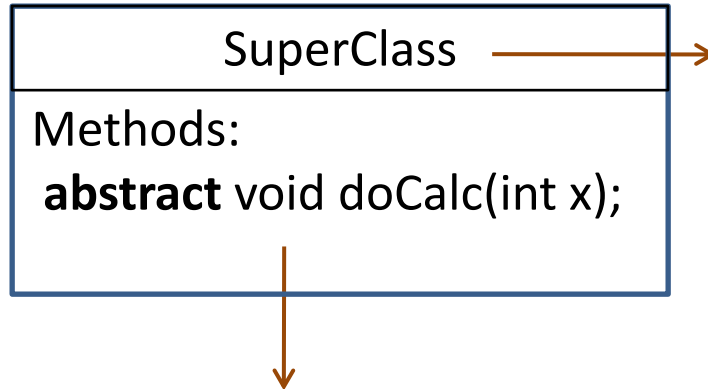 SuperClass
Methods:
abstract void doCalc(int x);